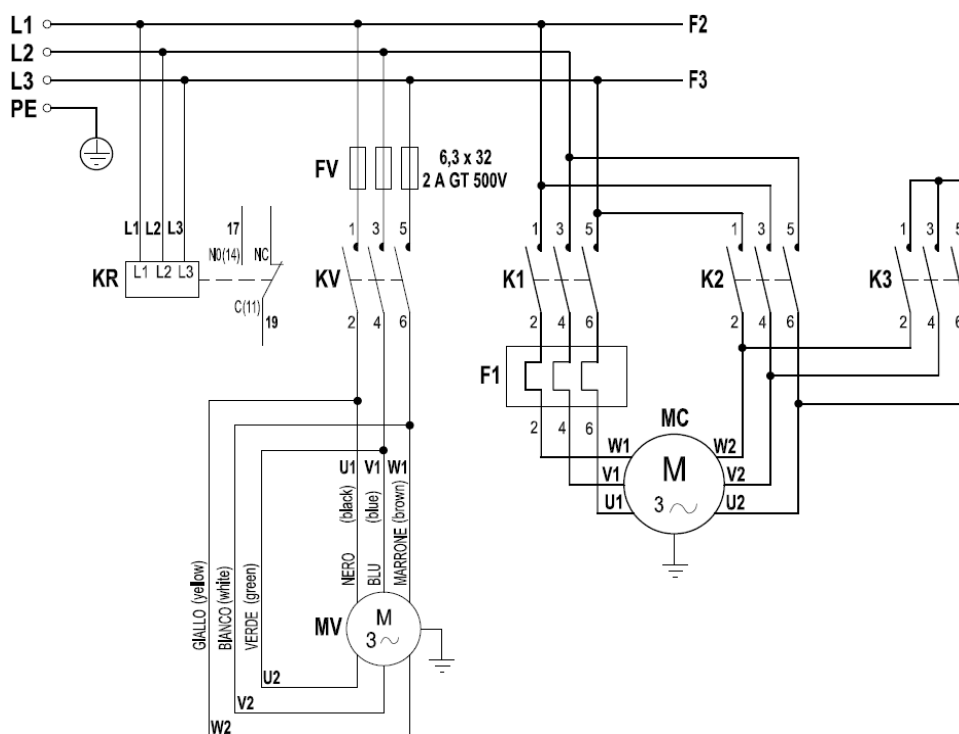 L1 F2
L2
L3 F3
PE
FV 6,3 x 32
2 A GT 500V
L1 L2 L3 17 1 3 5 1 3 5 1 3 5 1 3 5
N0(14) NC
KR L1 L2 L3 KV K1 K2 K3
C(11)
19 2 4 6 2 4 6 2 4 6 2 4 6
F1
2 4 6 MC
W1 W2
U1 V1 W1 V1 M V2
3 U1 U2
NERO (black)
BLU (blue)
MARRONE (brown)
GIALLO (yellow)
BIANCO (white)
VERDE (green)
MV M
3
U2
V2
W2